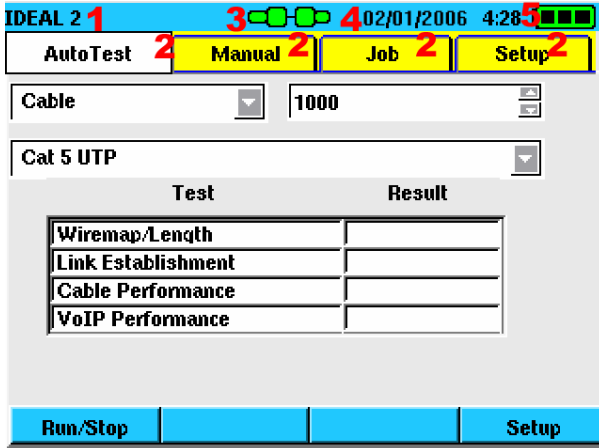 IDEAL 2 1 3 4 02/01/2006 4:28 5
AutoTest 2 Manual 2 Job 2 Setup 2
Cable 1000
Cat 5 UTP
Test Result
Wiremap/Length
Link Establishment
Cable Performance
VoIP Performance
Run/Stop Setup